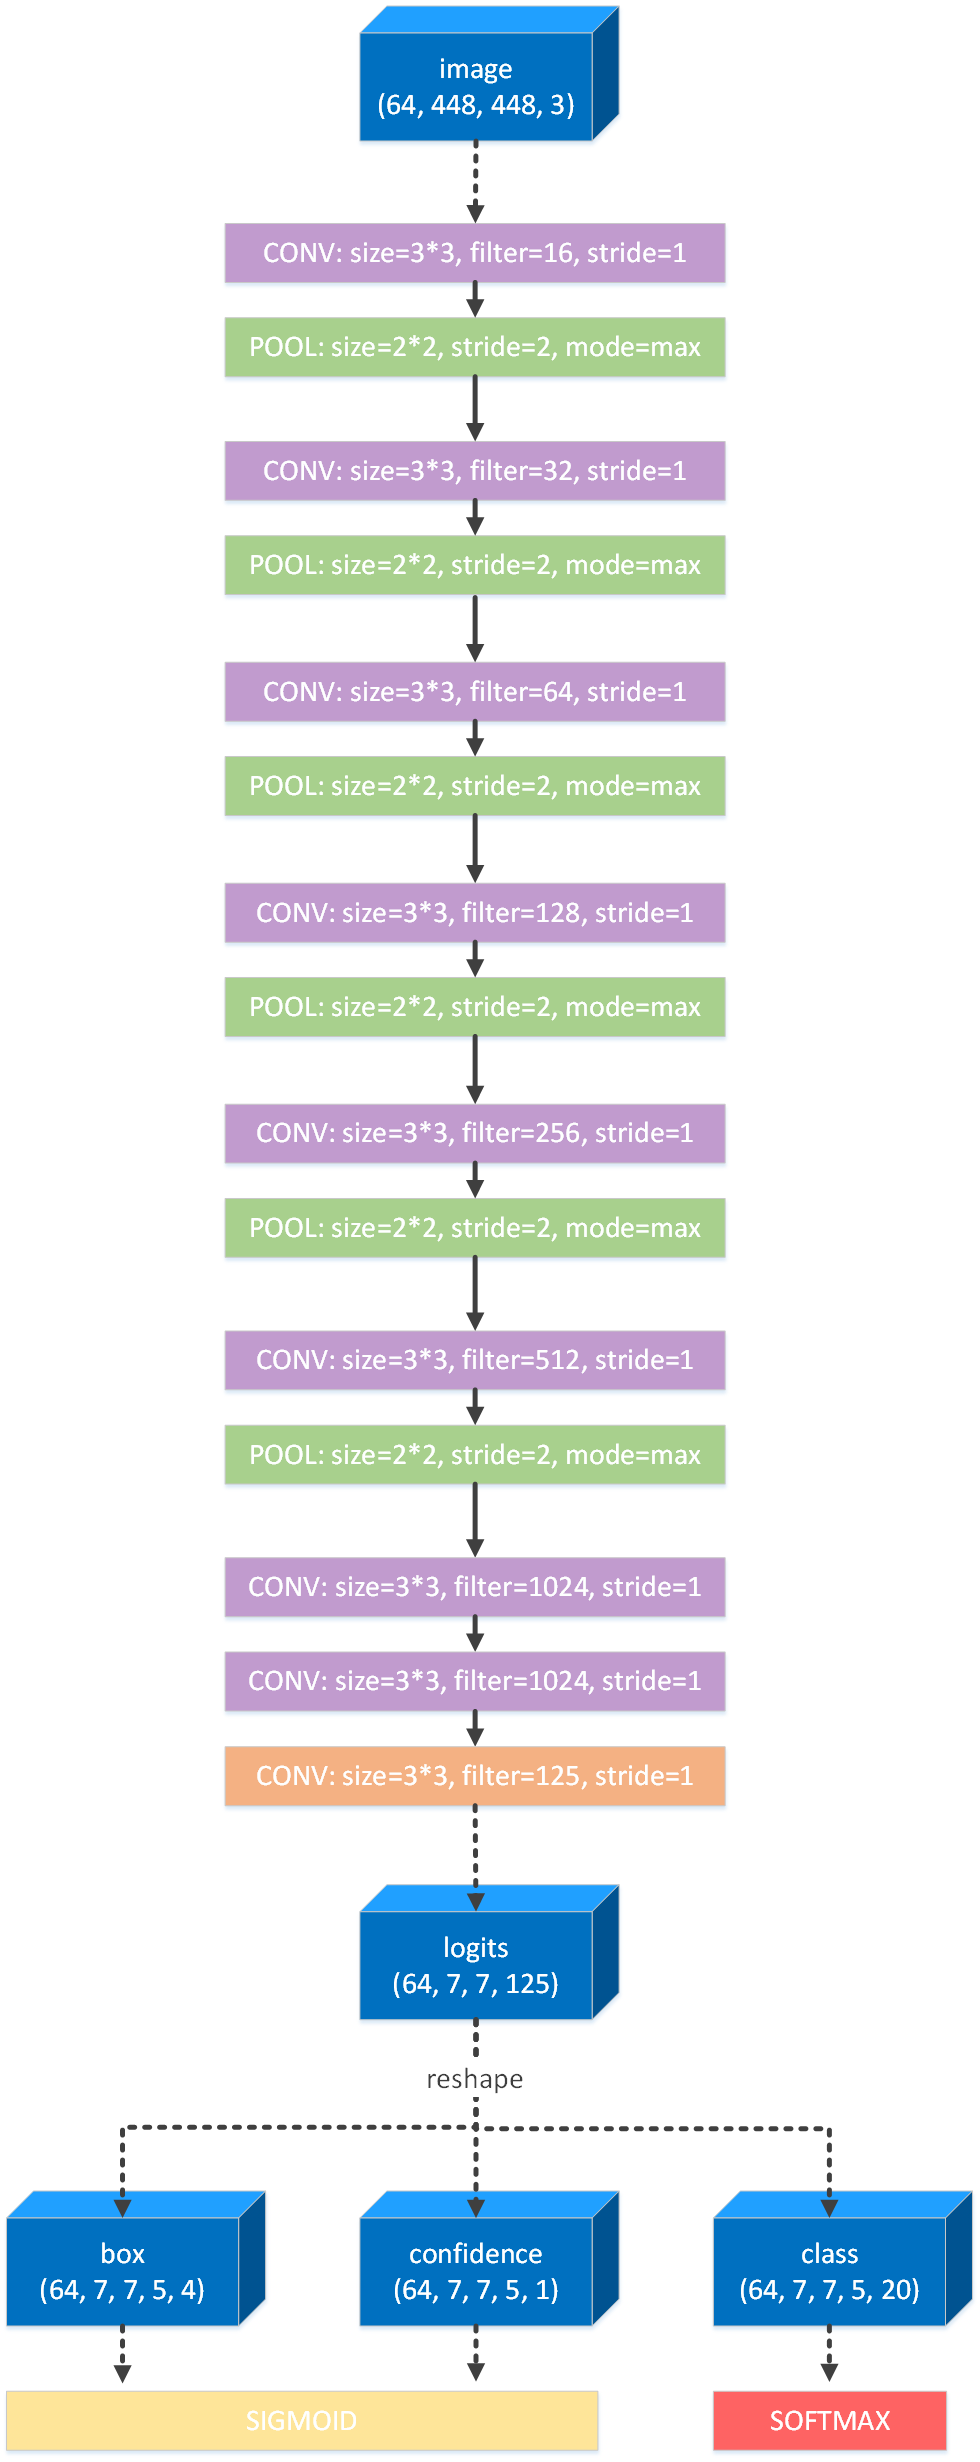 image
(64, 448, 448, 3)
CONV: size=3*3, filter=16, stride=1
POOL: size=2*2, stride=2, mode=max
CONV: size=3*3, filter=32, stride=1
POOL: size=2*2, stride=2, mode=max
CONV: size=3*3, filter=64, stride=1
POOL: size=2*2, stride=2, mode=max
CONV: size=3*3, filter=128, stride=1
POOL: size=2*2, stride=2, mode=max
CONV: size=3*3, filter=256, stride=1
POOL: size=2*2, stride=2, mode=max
CONV: size=3*3, filter=512, stride=1
POOL: size=2*2, stride=2, mode=max
CONV: size=3*3, filter=1024, stride=1
CONV: size=3*3, filter=1024, stride=1
CONV: size=3*3, filter=125, stride=1
logits
(64, 7, 7, 125)
reshape
box
(64, 7, 7, 5, 4)
confidence
(64, 7, 7, 5, 1)
class
(64, 7, 7, 5, 20)
SIGMOID
SOFTMAX